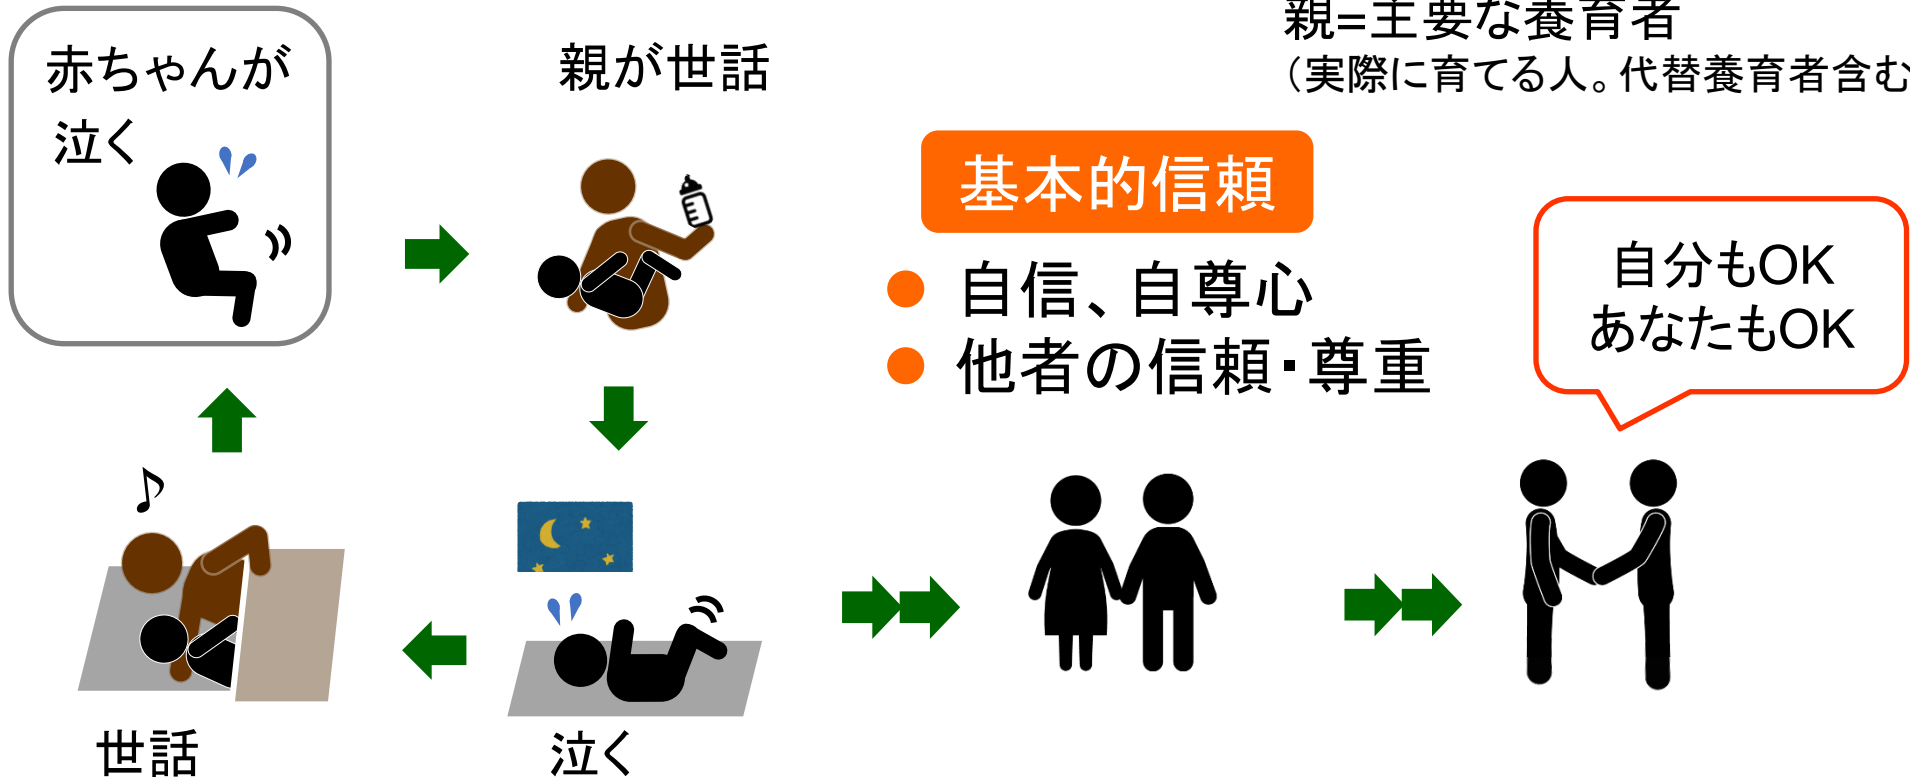 赤ちゃんが
泣く
親が世話
親=主要な養育者
（実際に育てる人。代替養育者含む
基本的信頼
● 自信、自尊心
● 他者の信頼・尊重
自分もOK
あなたもOK
世話
泣く